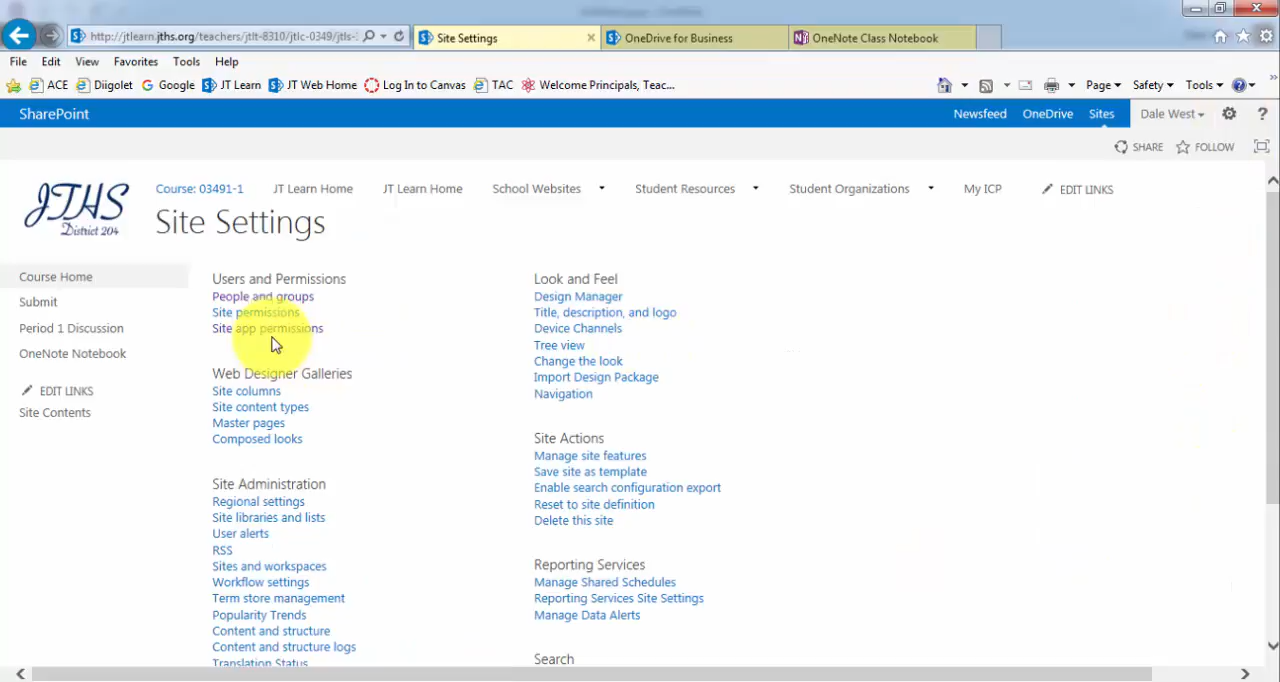 http://jtlearn.jths.org/teachers/jtlt-8310/jtlc-0349/jtls-:
Site Settings
OneDrive for Business
OneNote Class Notebook
File Edit View Favorites Tools Help
ACE Diigolet Google JT Learn JT Web Home Log In to Canvas TAC Welcome Principals, Teac...
Page Safety Tools
SharePoint
Newsfeed OneDrive Sites Dale West ?
SHARE FOLLOW
JTHS
District 204
Course: 03491-1 JT Learn Home JT Learn Home School Websites Student Resources Student Organizations My ICP EDIT LINKS
Site Settings
Course Home
Submit
Period 1 Discussion
OneNote Notebook
EDIT LINKS
Site Contents
Users and Permissions
People and groups
Site permissions
Site app permissions
Web Designer Galleries
Site columns
Site content types
Master pages
Composed looks
Site Administration
Regional settings
Site libraries and lists
User alerts
RSS
Sites and workspaces
Workflow settings
Term store management
Popularity Trends
Content and structure
Content and structure logs
Translation Status
Look and Feel
Design Manager
Title, description, and logo
Device Channels
Tree view
Change the look
Import Design Package
Navigation
Site Actions
Manage site features
Save site as template
Enable search configuration export
Reset to site definition
Delete this site
Reporting Services
Manage Shared Schedules
Reporting Services Site Settings
Manage Data Alerts
Search